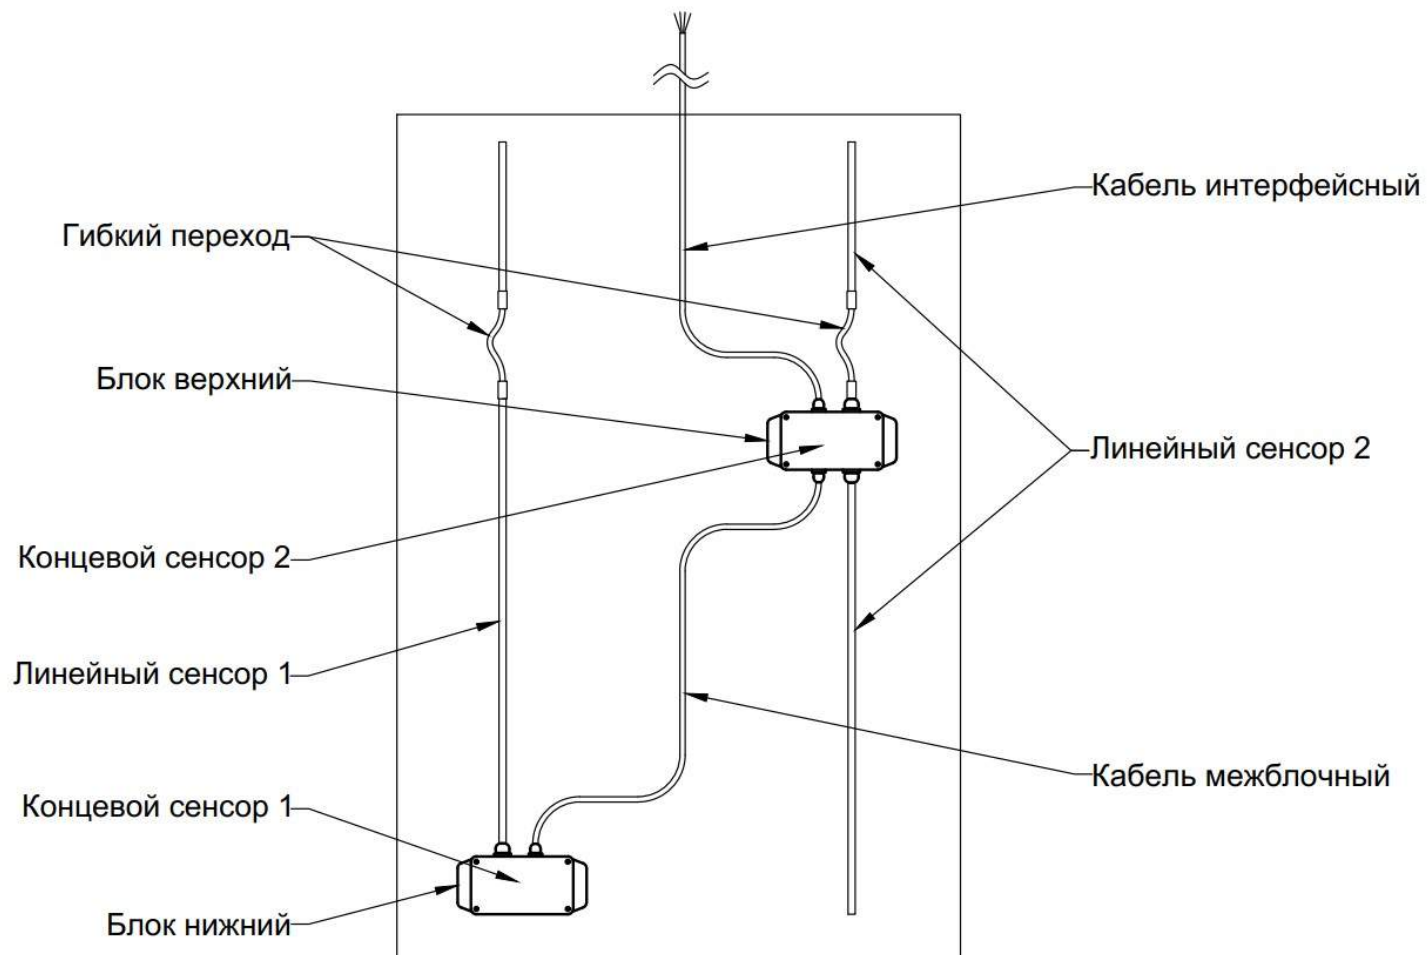 Кабель интерфейсный
Гибкий переход
Блок верхний
Линейный сенсор 2
Концевой сенсор 2
Линейный сенсор 1
Кабель межблочный
Концевой сенсор 1
Блок нижний